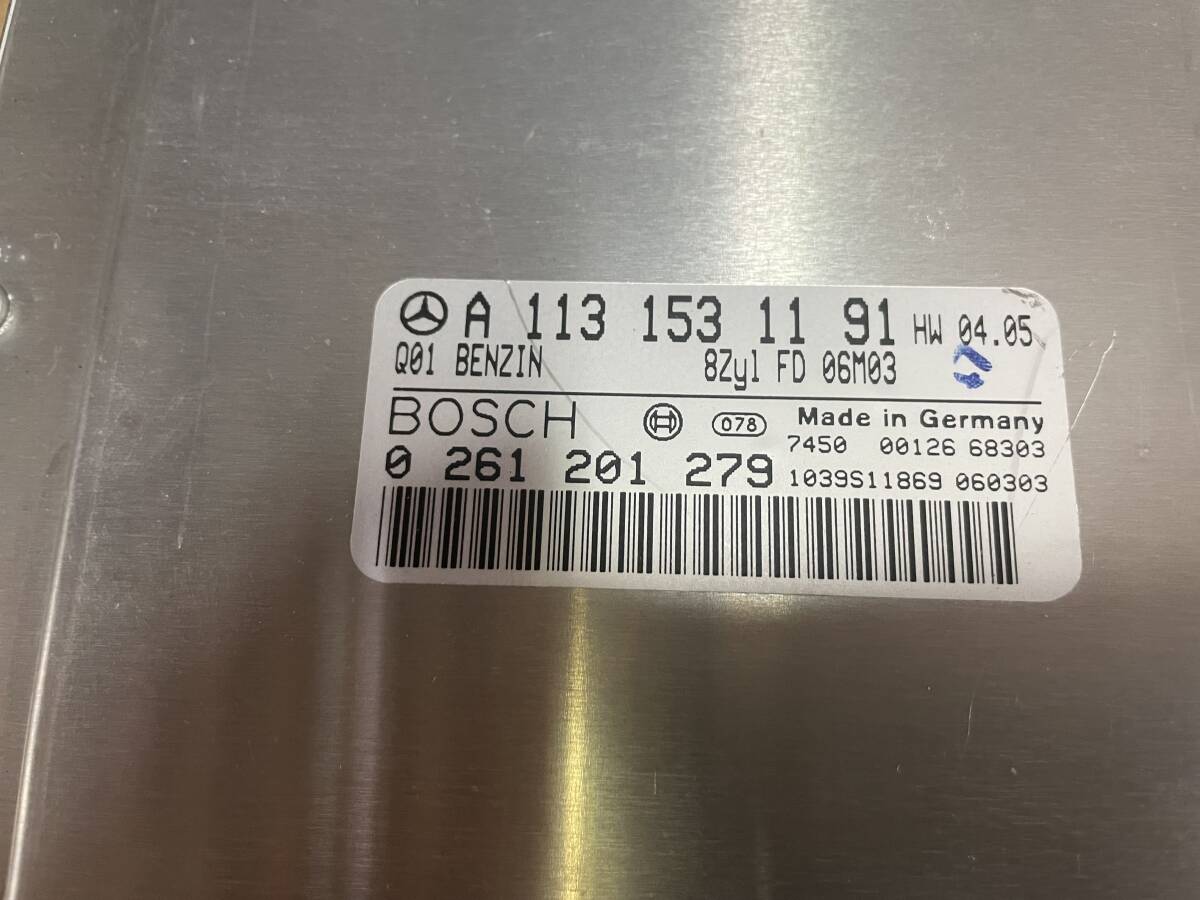 A 113 153 11 91 HW 04.05
Q01 BENZIN 8Zyl FD 06M03
BOSCH 078 Made in Germany
7450 00126 68303
0 261 201 279 1039S11869 060303